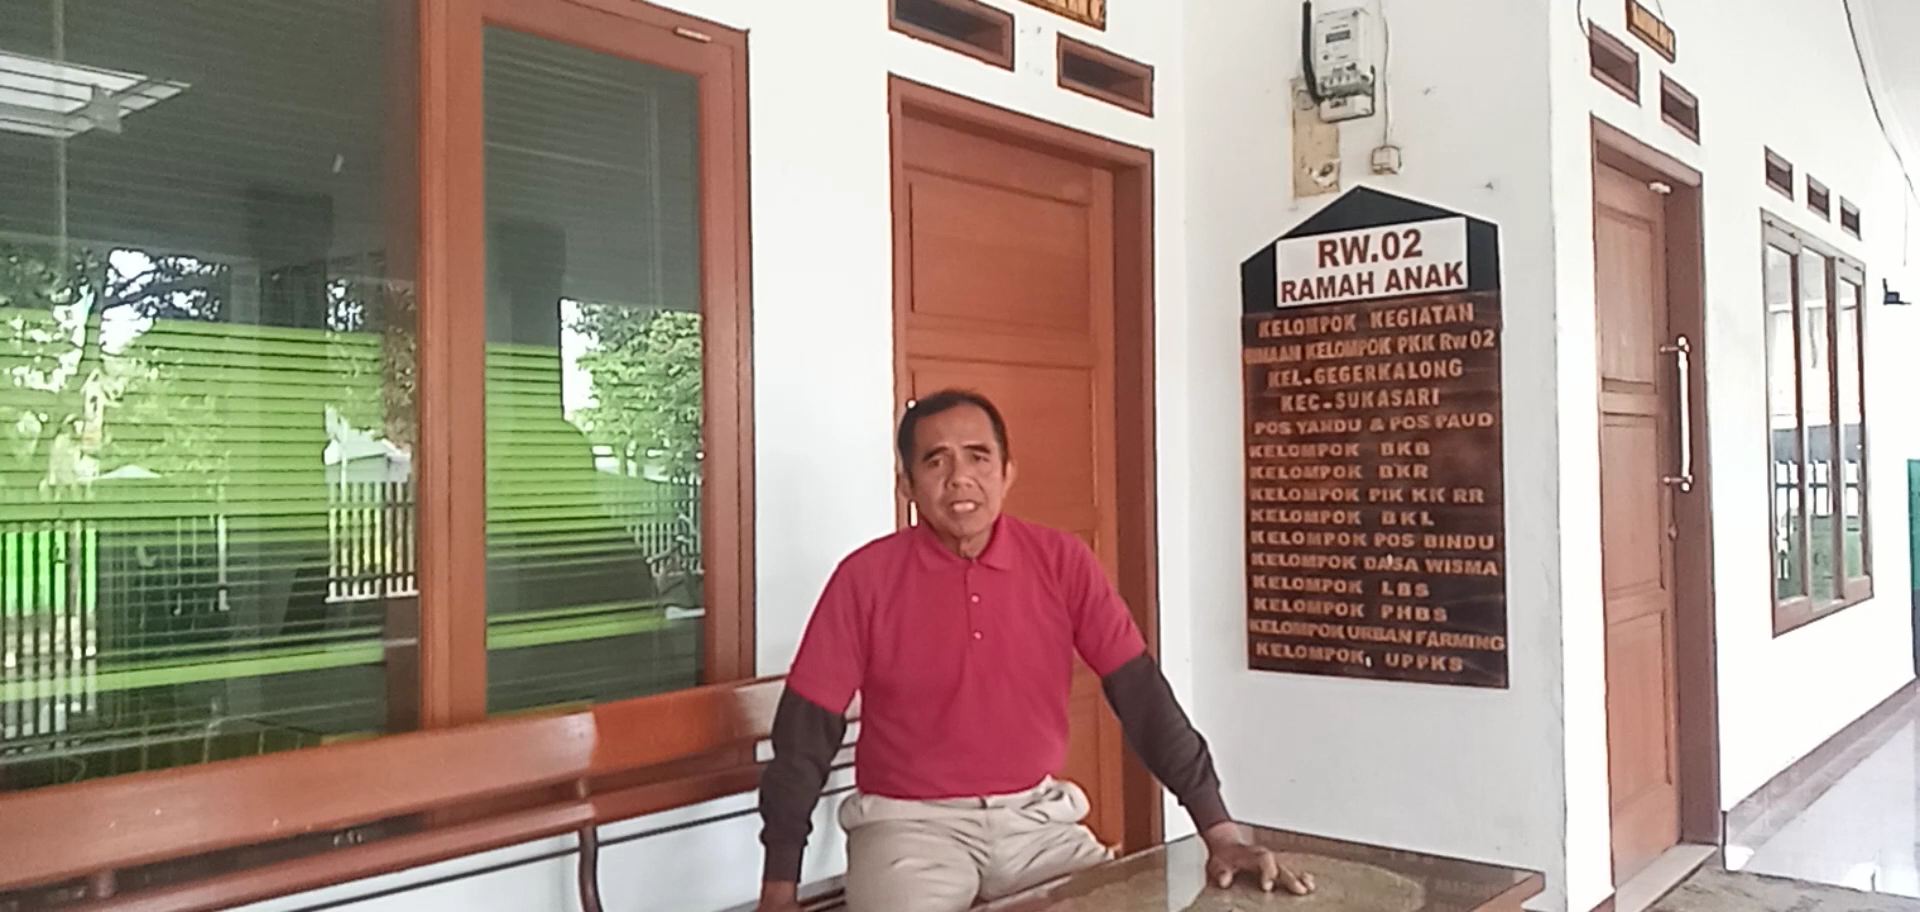 RW.02
RAMAH ANAK
KELOMPOK KEGIATAN
BINAAN KELOMPOK PKK RW 02
KEL.GEGERKALONG
KEC.SUKASARI
POS YANDU & POS PAUD
KELOMPOK BKB
KELOMPOK BKR
KELOMPOK PIK KK RR
KELOMPOK BKL
KELOMPOK POS BINDU
KELOMPOK DASA WISMA
KELOMPOK LBS
KELOMPOK PHBS
KELOMPOK URBAN FARMING
KELOMPOK, UPPKS